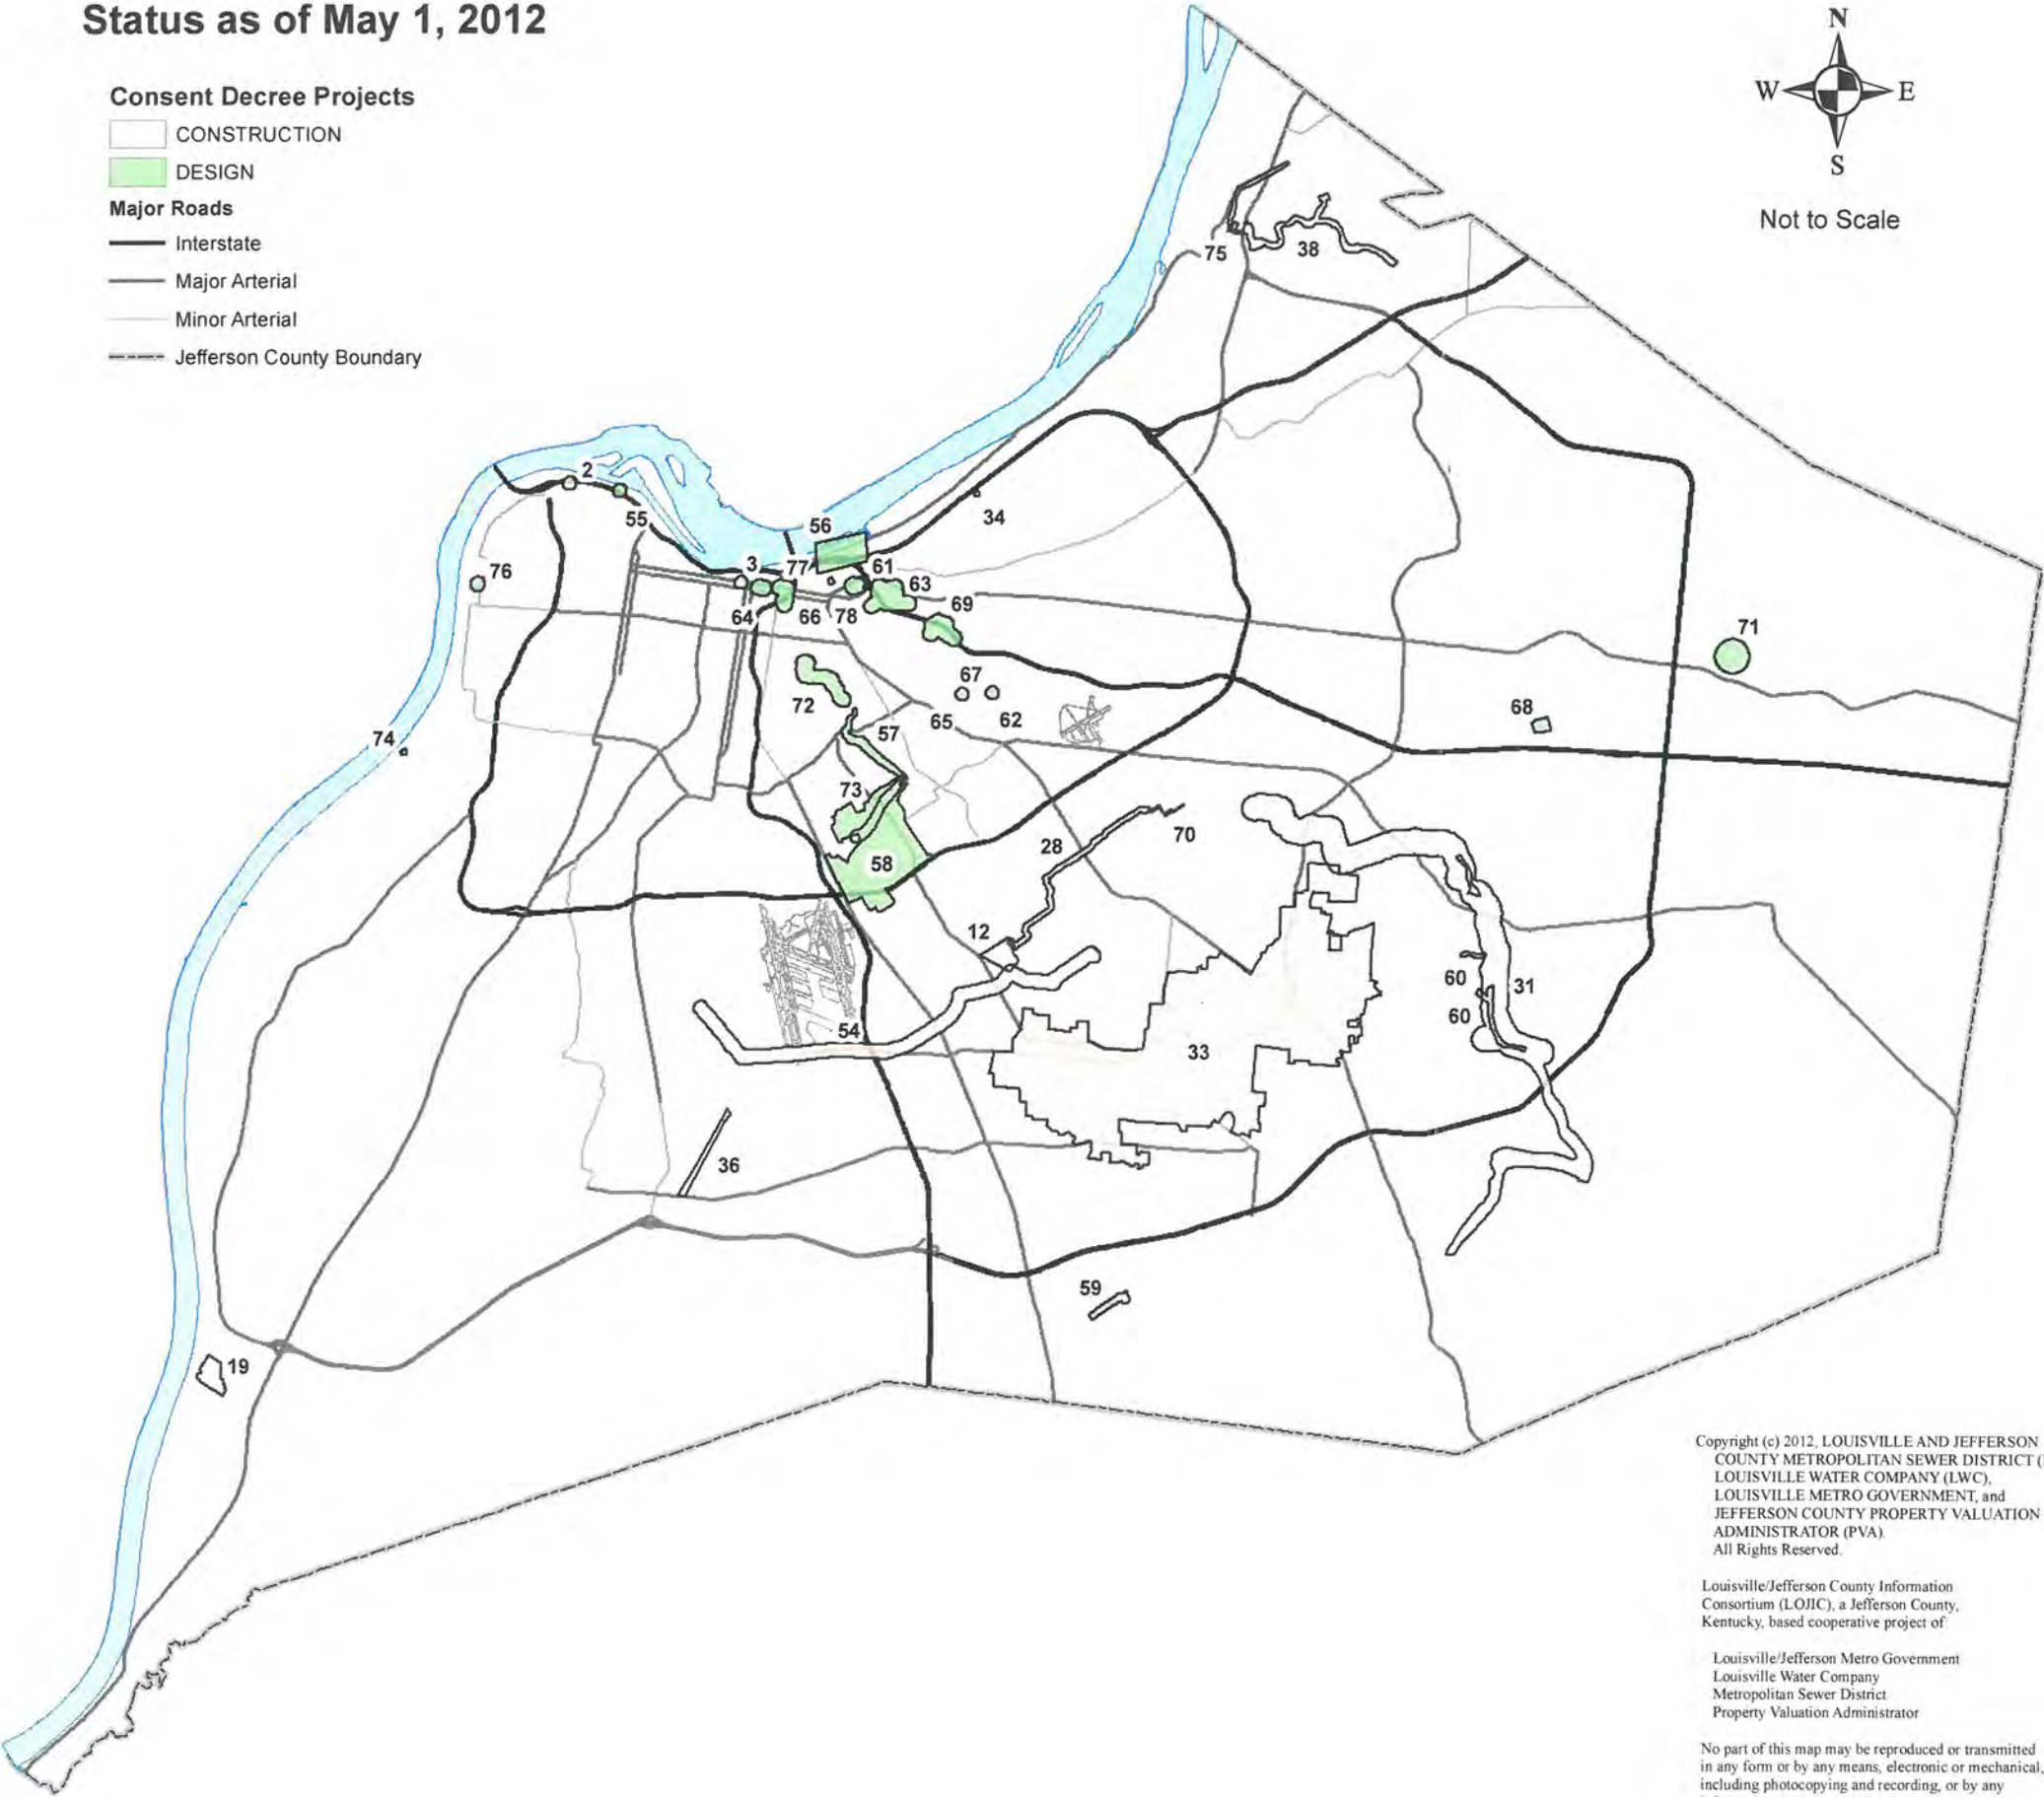 Status as of May 1, 2012
Consent Decree Projects
CONSTRUCTION
DESIGN
Major Roads
Interstate
Major Arterial
Minor Arterial
Jefferson County Boundary
N
W
E
S
Not to Scale
75
38
2
55
56
34
76
3
77
61
63
64
66
78
69
71
67
72
65
62
68
57
74
73
28
70
58
12
60
31
54
60
33
36
59
19
Copyright (c) 2012, LOUISVILLE AND JEFFERSON
COUNTY METROPOLITAN SEWER DISTRICT (
LOUISVILLE WATER COMPANY (LWC),
LOUISVILLE METRO GOVERNMENT, and
JEFFERSON COUNTY PROPERTY VALUATION
ADMINISTRATOR (PVA).
All Rights Reserved.
Louisville/Jefferson County Information
Consortium (LOJIC), a Jefferson County,
Kentucky, based cooperative project of:
Louisville/Jefferson Metro Government
Louisville Water Company
Metropolitan Sewer District
Property Valuation Administrator
No part of this map may be reproduced or transmitted
in any form or by any means, electronic or mechanical,
including photocopying and recording, or by any